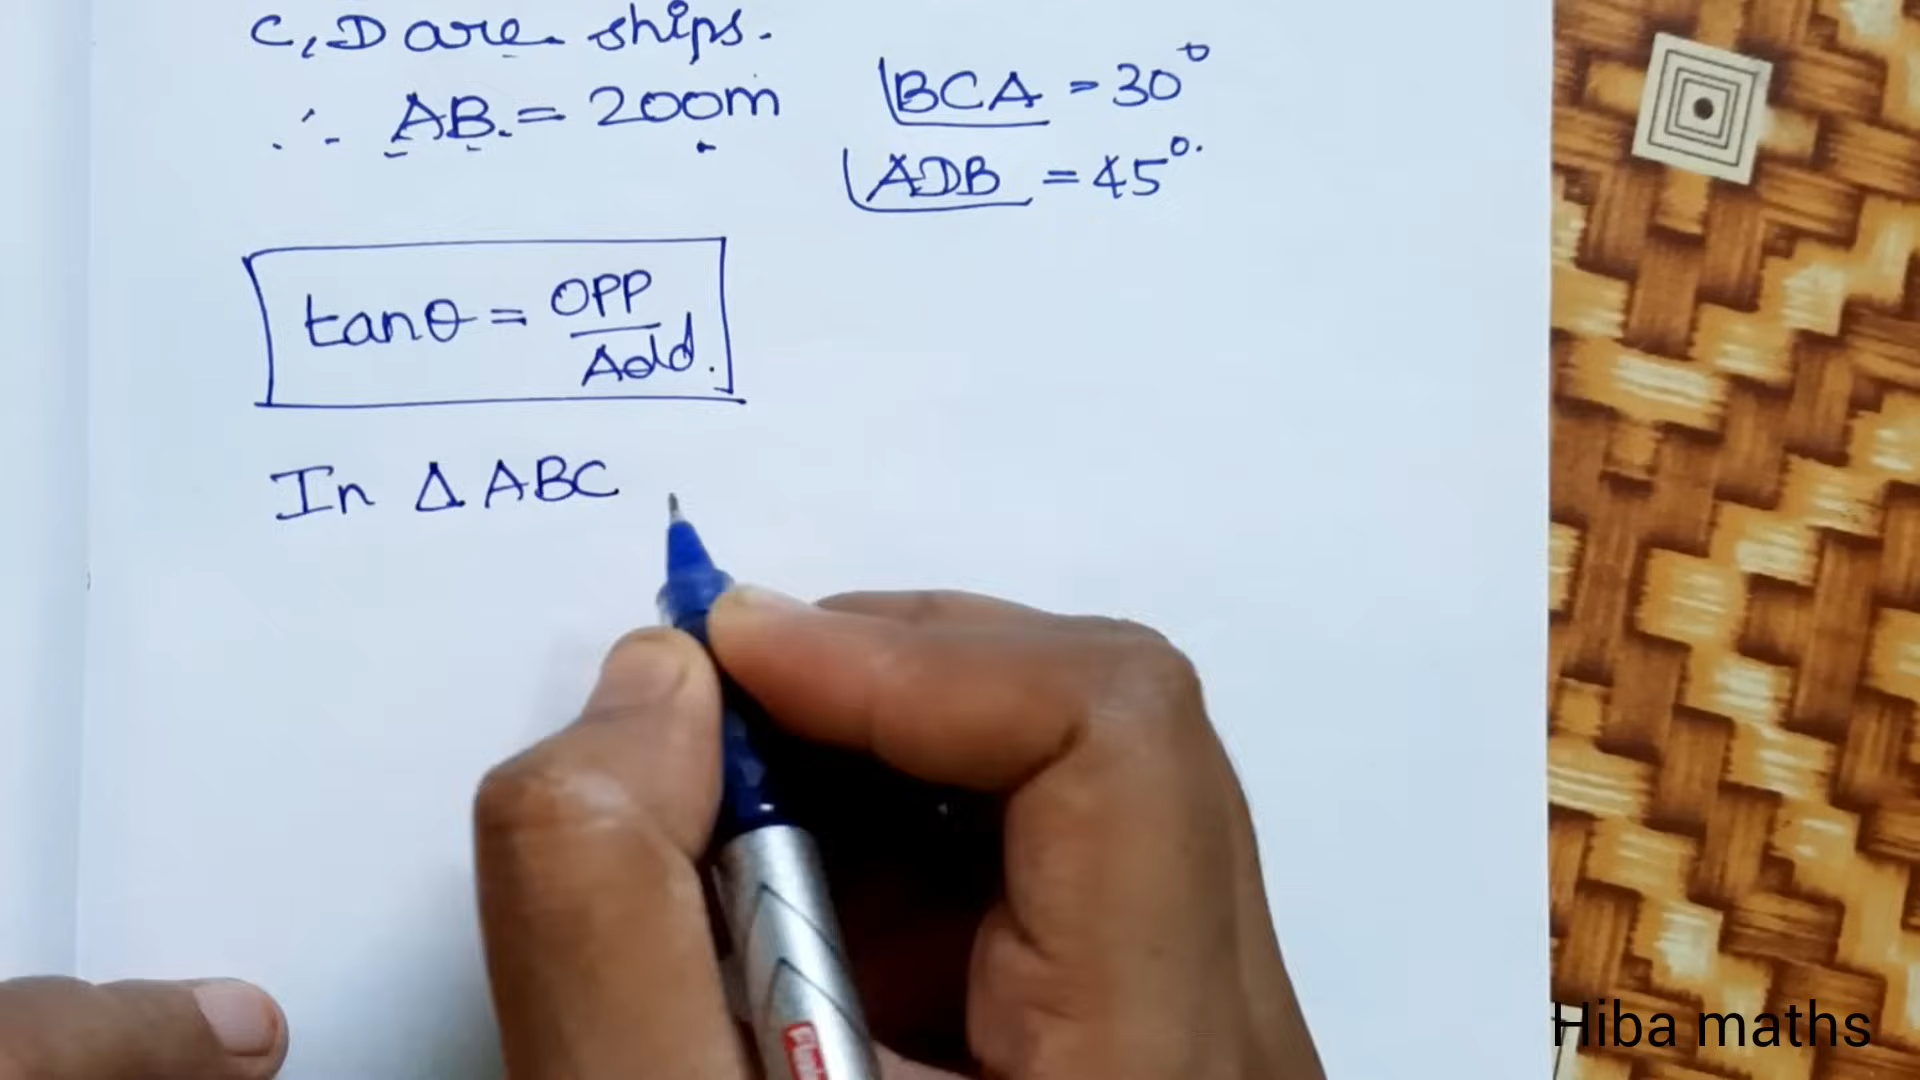 C, D are ships.
∴ AB = 200m
∠BCA = 30°
∠ADB = 45°.
tanθ = OPP/Add.
In Δ ABC
Hiba maths